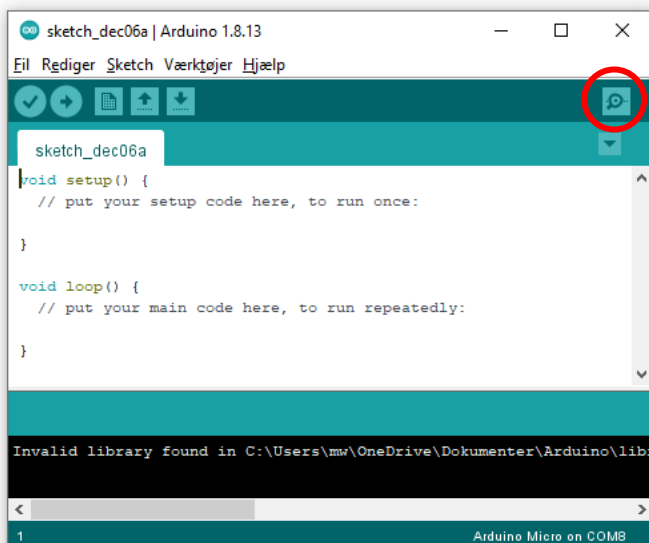 sketch_dec06a | Arduino 1.8.13
Fil Rediger Sketch Værktøjer Hjælp
sketch_dec06a
void setup() {
  // put your setup code here, to run once:
}
void loop() {
  // put your main code here, to run repeatedly:
}
Invalid library found in C:\Users\mw\OneDrive\Dokumenter\Arduino\lib
1
Arduino Micro on COM8